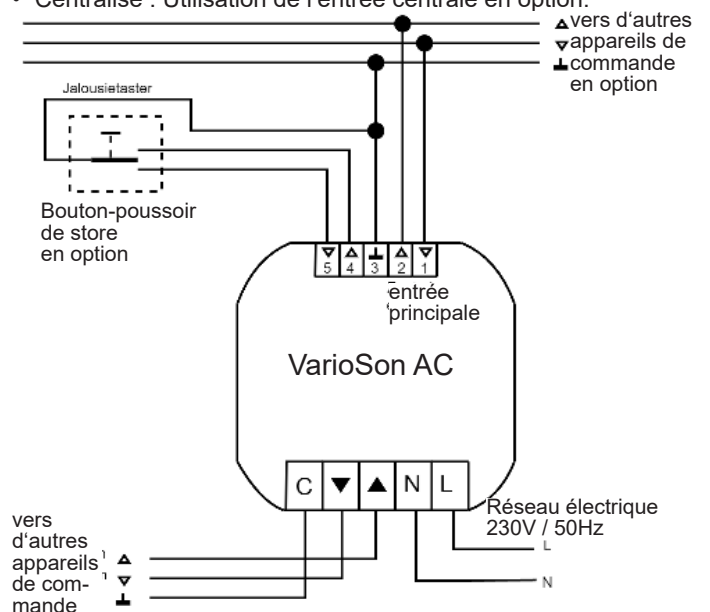 • Centralisé : Utilisation de l'entrée centrale en option.
vers d'autres
appareils de
commande
en option
Jalousietaster
Bouton-poussoir
de store
en option
5 4 3 2 1
entrée
principale
VarioSon AC
C N L
Réseau électrique
230V / 50Hz
L
N
vers
d'autres
appareils
de com-
mande